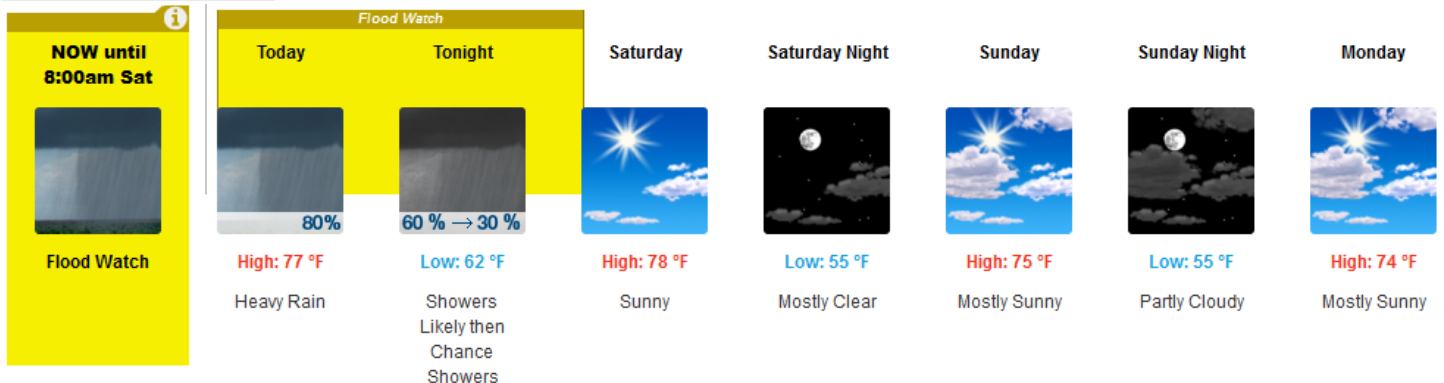 Flood Watch
NOW until
8:00am Sat
Flood Watch
Today
80%
High: 77 °F
Heavy Rain
Tonight
60 % → 30 %
Low: 62 °F
Showers
Likely then
Chance
Showers
Saturday
High: 78 °F
Sunny
Saturday Night
Low: 55 °F
Mostly Clear
Sunday
High: 75 °F
Mostly Sunny
Sunday Night
Low: 55 °F
Partly Cloudy
Monday
High: 74 °F
Mostly Sunny